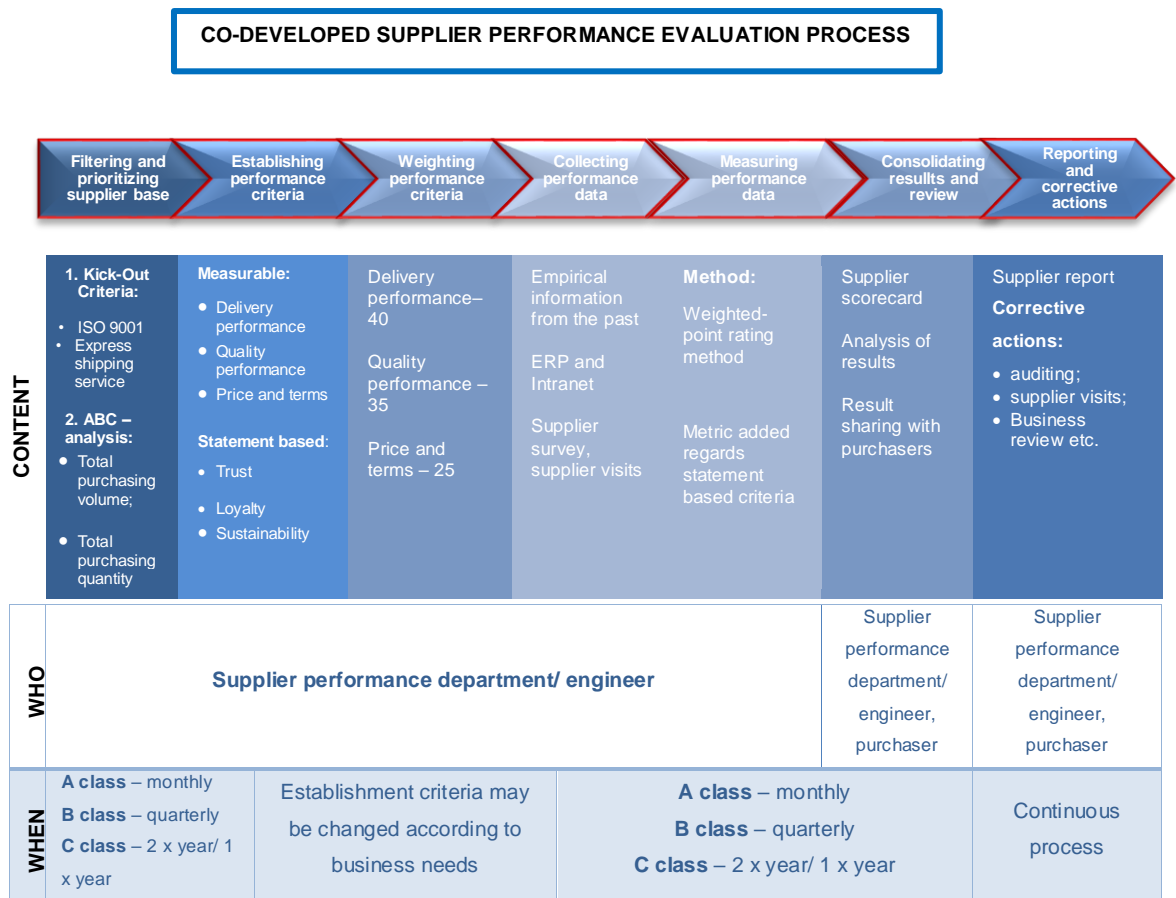 CO-DEVELOPED SUPPLIER PERFORMANCE EVALUATION PROCESS
Filtering and
prioritizing
supplier base
Establishing
performance
criteria
Weighting
performance
criteria
Collecting
performance
data
Measuring
performance
data
Consolidating
resullts and
review
Reporting
and
corrective
actions
CONTENT
1. Kick-Out
Criteria:
• ISO 9001
• Express
shipping
service
2. ABC –
analysis:
• Total
purchasing
volume;
• Total
purchasing
quantity
Measurable:
• Delivery
performance
• Quality
performance
• Price and terms
Statement based:
• Trust
• Loyalty
• Sustainability
Delivery
performance–
40
Quality
performance –
35
Price and
terms – 25
Empirical
information
from the past
ERP and
Intranet
Supplier
survey,
supplier visits
Method:
Weighted-
point rating
method
Metric added
regards
statement
based criteria
Supplier
scorecard
Analysis of
results
Result
sharing with
purchasers
Supplier report
Corrective
actions:
• auditing;
• supplier visits;
• Business
review etc.
WHO
Supplier performance department/ engineer
Supplier
performance
department/
engineer,
purchaser
Supplier
performance
department/
engineer,
purchaser
WHEN
A class – monthly
B class – quarterly
C class – 2 x year/ 1
x year
Establishment criteria may
be changed according to
business needs
A class – monthly
B class – quarterly
C class – 2 x year/ 1 x year
Continuous
process